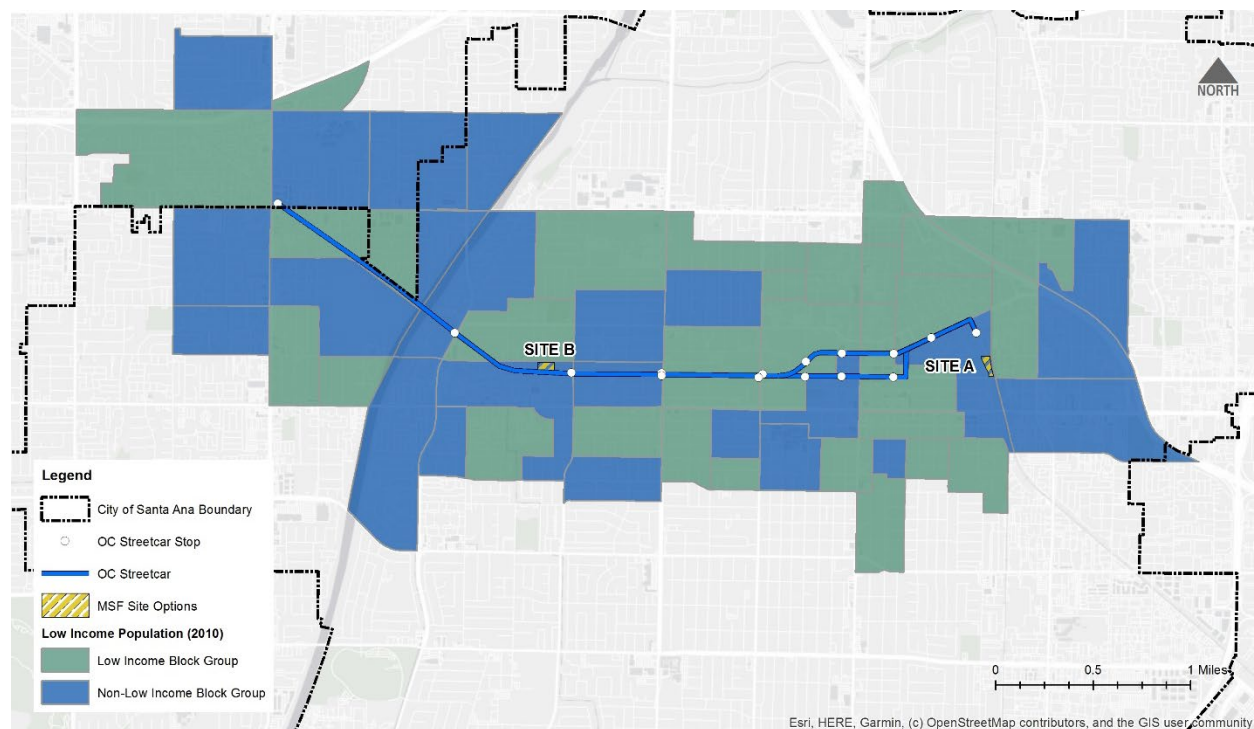 NORTH
SITE B
SITE A
Legend
City of Santa Ana Boundary
OC Streetcar Stop
OC Streetcar
MSF Site Options
Low Income Population (2010)
Low Income Block Group
Non-Low Income Block Group
0 0.5 1 Miles
Esri, HERE, Garmin, (c) OpenStreetMap contributors, and the GIS user community